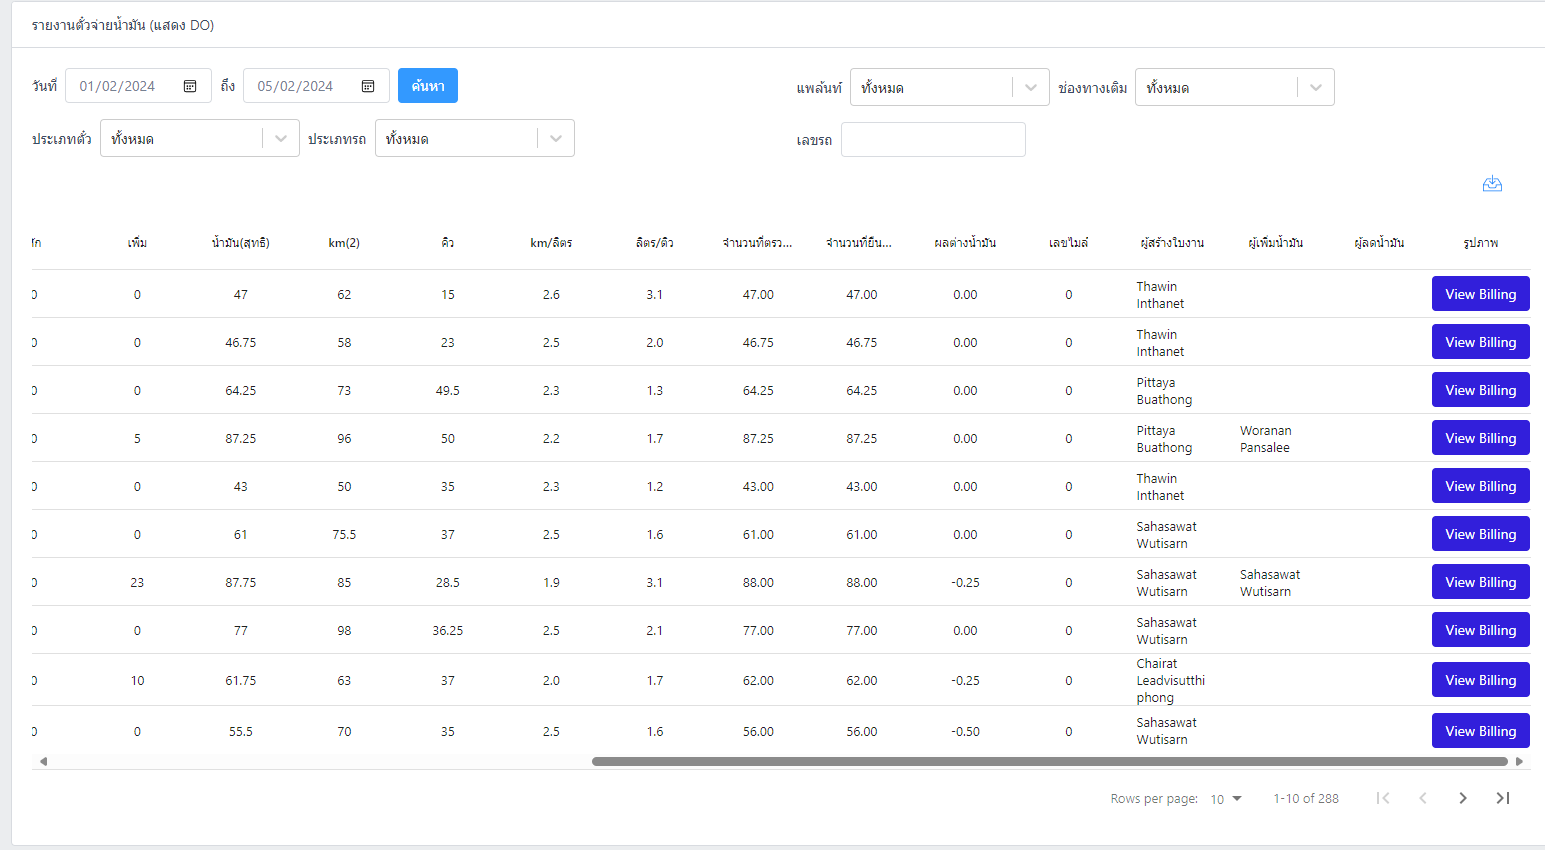 รายงานตั๋วจ่ายน้ำมัน (แสดง DO)
วันที่ 01/02/2024 ถึง 05/02/2024 ค้นหา แพล้นท์ ทั้งหมด ช่องทางเติม ทั้งหมด
ประเภทตั๋ว ทั้งหมด ประเภทรถ ทั้งหมด เลขรถ
เพิ่ม น้ำมัน(สุทธิ) km(2) คิว km/ลิตร ลิตร/คิว จำนวนที่ตรว... จำนวนที่ยืน... ผลต่างน้ำมัน เลขไมล์ ผู้สร้างใบงาน ผู้เพิ่มน้ำมัน ผู้ลดน้ำมัน รูปภาพ
0 0 47 62 15 2.6 3.1 47.00 47.00 0.00 0 Thawin Inthanet View Billing
0 0 46.75 58 23 2.5 2.0 46.75 46.75 0.00 0 Thawin Inthanet View Billing
0 0 64.25 73 49.5 2.3 1.3 64.25 64.25 0.00 0 Pittaya Buathong View Billing
0 5 87.25 96 50 2.2 1.7 87.25 87.25 0.00 0 Pittaya Buathong Woranan Pansalee View Billing
0 0 43 50 35 2.3 1.2 43.00 43.00 0.00 0 Thawin Inthanet View Billing
0 0 61 75.5 37 2.5 1.6 61.00 61.00 0.00 0 Sahasawat Wutisarn View Billing
0 23 87.75 85 28.5 1.9 3.1 88.00 88.00 -0.25 0 Sahasawat Wutisarn Sahasawat Wutisarn View Billing
0 0 77 98 36.25 2.5 2.1 77.00 77.00 0.00 0 Sahasawat Wutisarn View Billing
0 10 61.75 63 37 2.0 1.7 62.00 62.00 -0.25 0 Chairat Leadvisutthiphong View Billing
0 0 55.5 70 35 2.5 1.6 56.00 56.00 -0.50 0 Sahasawat Wutisarn View Billing
Rows per page: 10 1-10 of 288